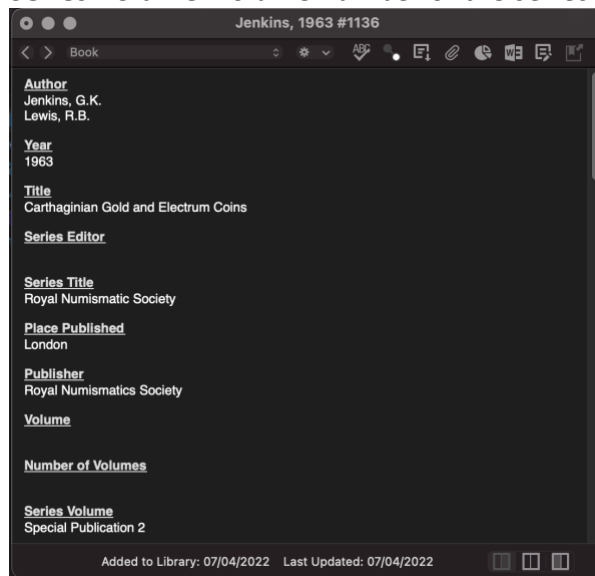 Jenkins, 1963 #1136
Book
ABC
W
Author
Jenkins, G.K.
Lewis, R.B.
Year
1963
Title
Carthaginian Gold and Electrum Coins
Series Editor
Series Title
Royal Numismatic Society
Place Published
London
Publisher
Royal Numismatics Society
Volume
Number of Volumes
Series Volume
Special Publication 2
Added to Library: 07/04/2022 Last Updated: 07/04/2022